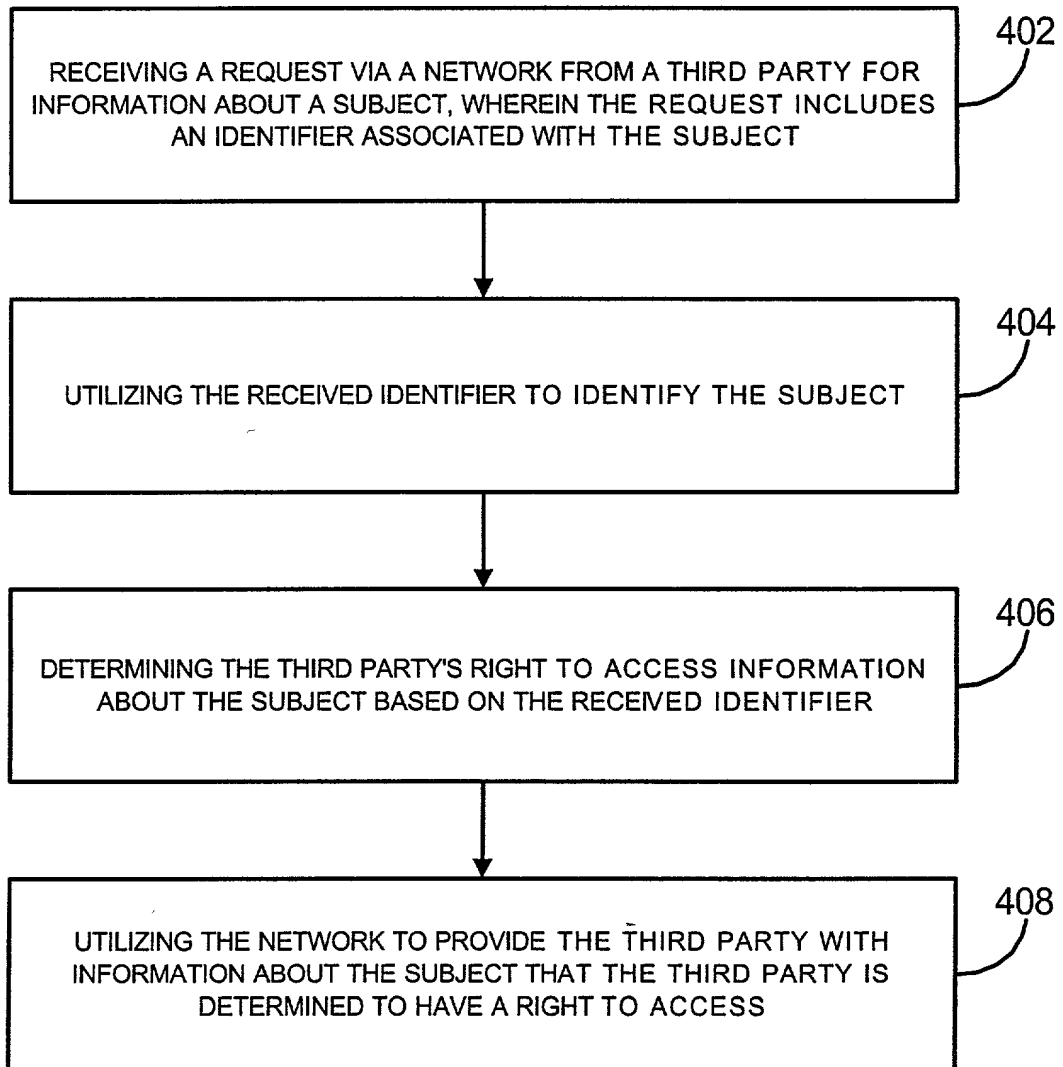 402
RECEIVING A REQUEST VIA A NETWORK FROM A THIRD PARTY FOR
INFORMATION ABOUT A SUBJECT, WHEREIN THE REQUEST INCLUDES
AN IDENTIFIER ASSOCIATED WITH THE SUBJECT
404
UTILIZING THE RECEIVED IDENTIFIER TO IDENTIFY THE SUBJECT
406
DETERMINING THE THIRD PARTY'S RIGHT TO ACCESS INFORMATION
ABOUT THE SUBJECT BASED ON THE RECEIVED IDENTIFIER
408
UTILIZING THE NETWORK TO PROVIDE THE THIRD PARTY WITH
INFORMATION ABOUT THE SUBJECT THAT THE THIRD PARTY IS
DETERMINED TO HAVE A RIGHT TO ACCESS